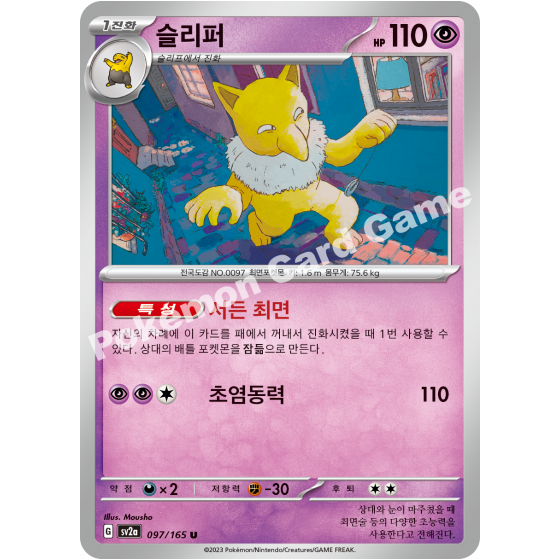 1진화
슬리퍼
HP 110
슬리프에서 진화
전국도감 NO.0097 최면포켓몬 키: 1.6 m 몸무게: 75.6 kg
특성 서든 최면
자신의 차례에 이 카드를 패에서 꺼내서 진화시켰을 때 1번 사용할 수
있다. 상대의 배틀 포켓몬을 잠듦으로 만든다.
초염동력 110
약점 ×2 저항력 -30 후퇴
Illus. Mousho
G sv2a 097/165 U
상대와 눈이 마주쳤을 때
최면술 등의 다양한 초능력을
사용한다고 전해진다.
©2023 Pokémon/Nintendo/Creatures/GAME FREAK.
Pokémon Card Game